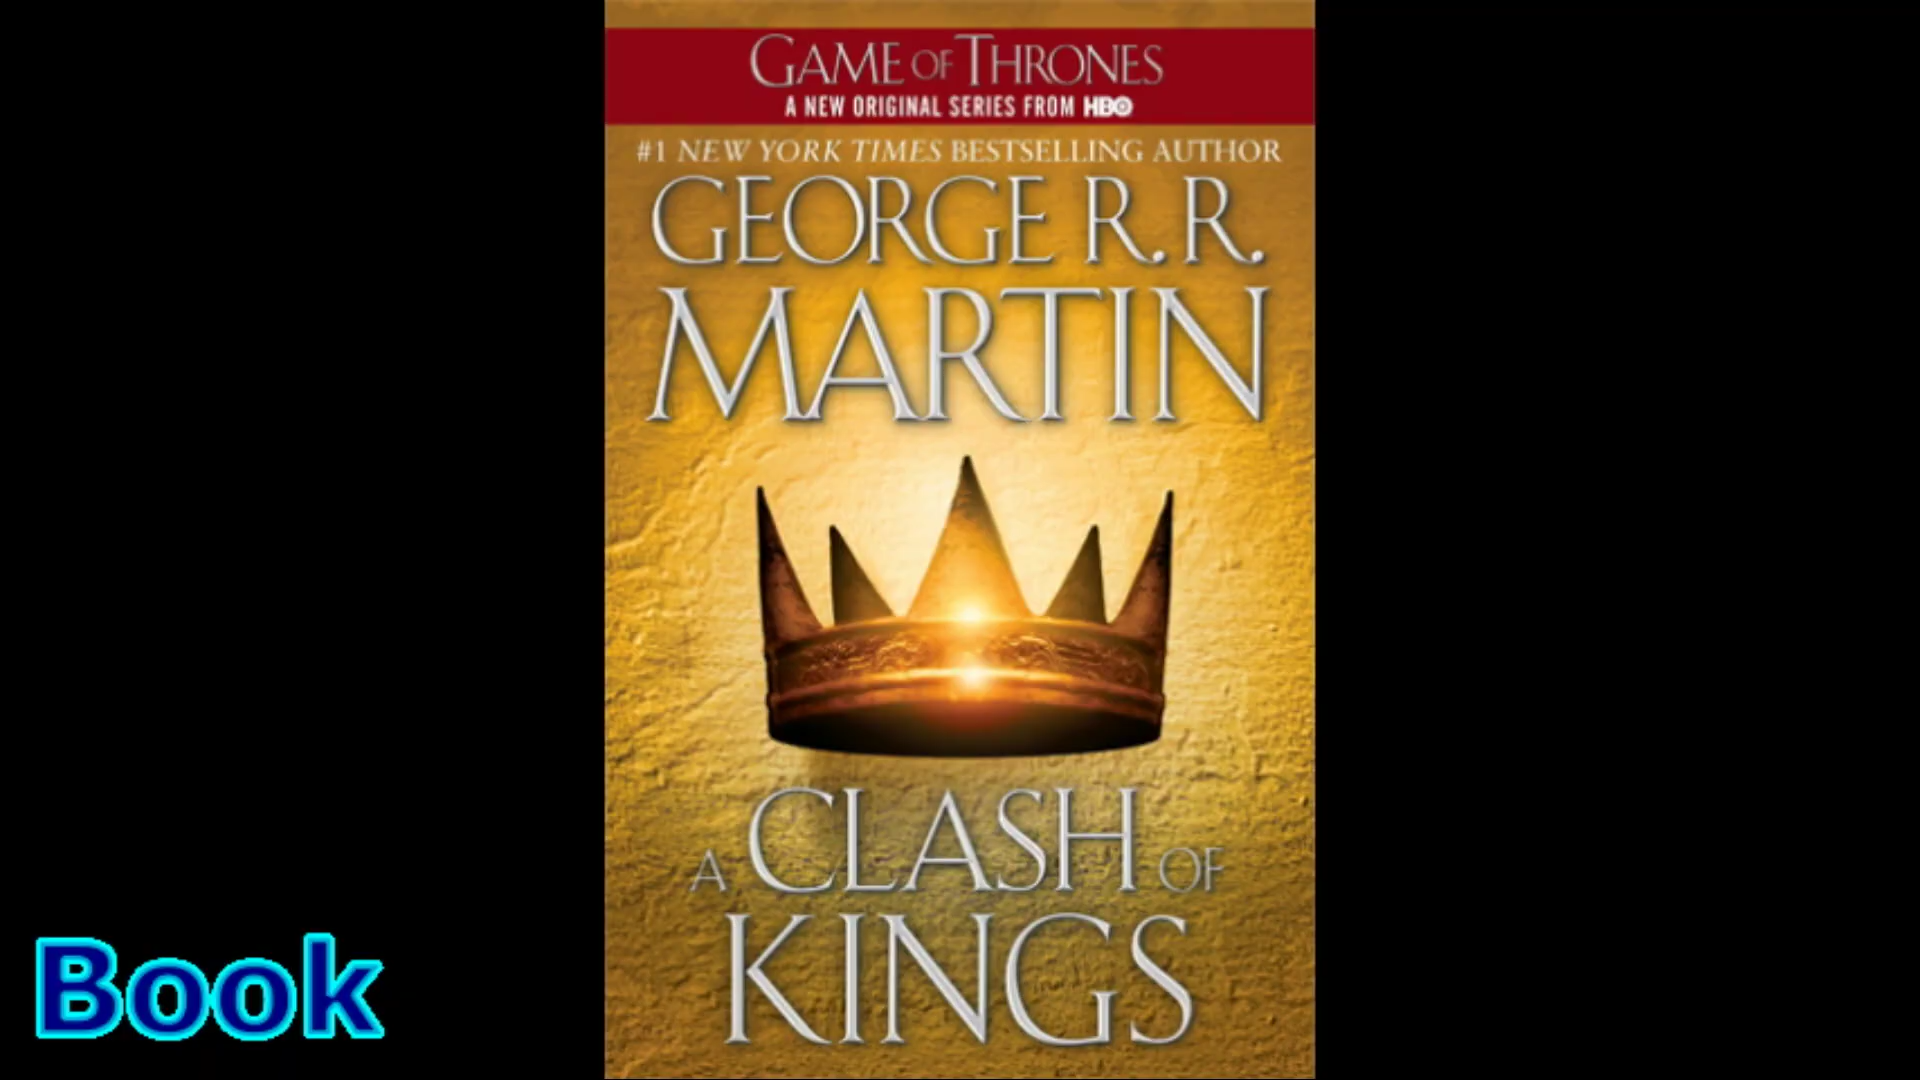 GAME OF THRONES
A NEW ORIGINAL SERIES FROM HBO
#1 NEW YORK TIMES BESTSELLING AUTHOR
GEORGE R. R.
MARTIN
A CLASH OF
KINGS
Book